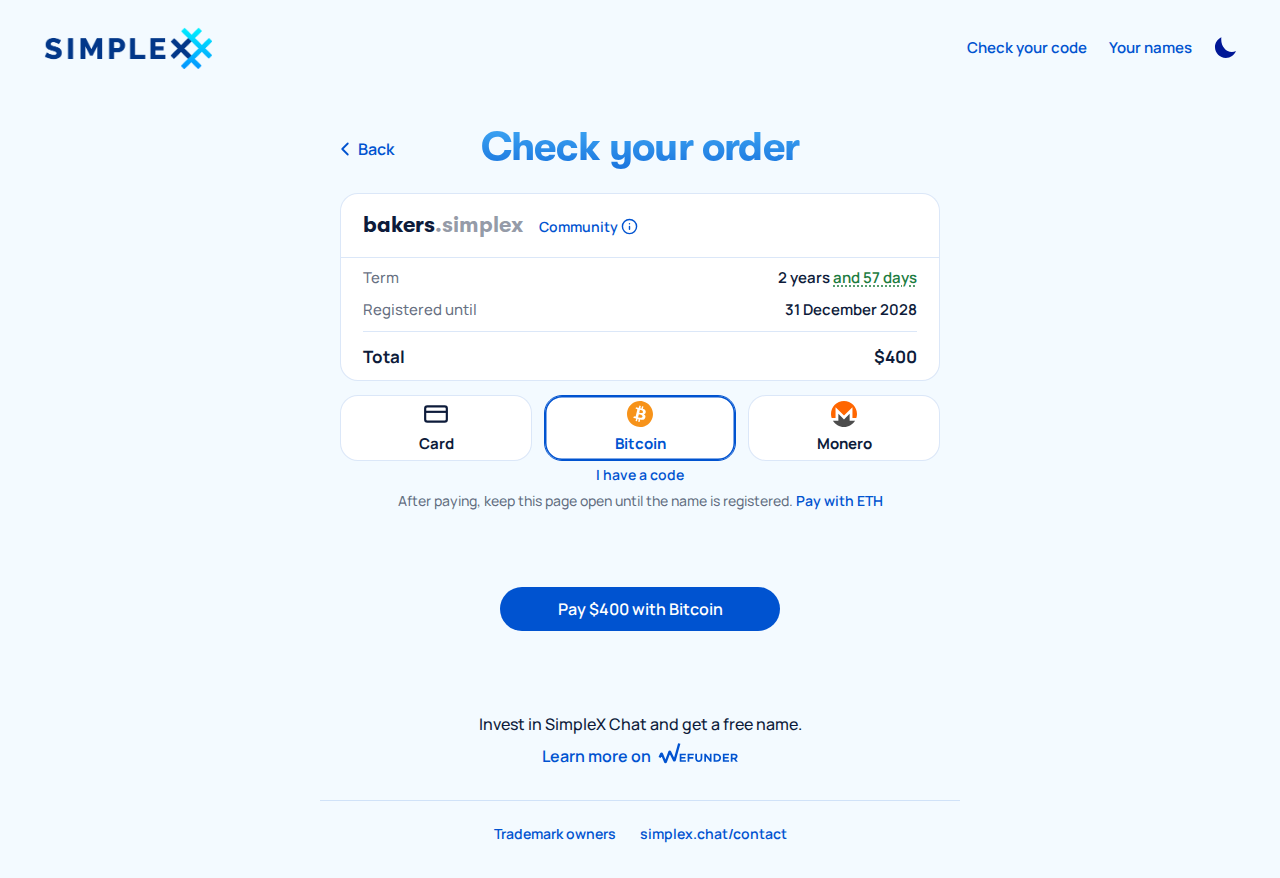 SIMPLEX
Check your code
Your names
Back
Check your order
bakers.simplex Community
Term
2 years and 57 days
Registered until
31 December 2028
Total
$400
Card
Bitcoin
Monero
I have a code
After paying, keep this page open until the name is registered. Pay with ETH
Pay $400 with Bitcoin
Invest in SimpleX Chat and get a free name.
Learn more on WEFUNDER
Trademark owners
simplex.chat/contact